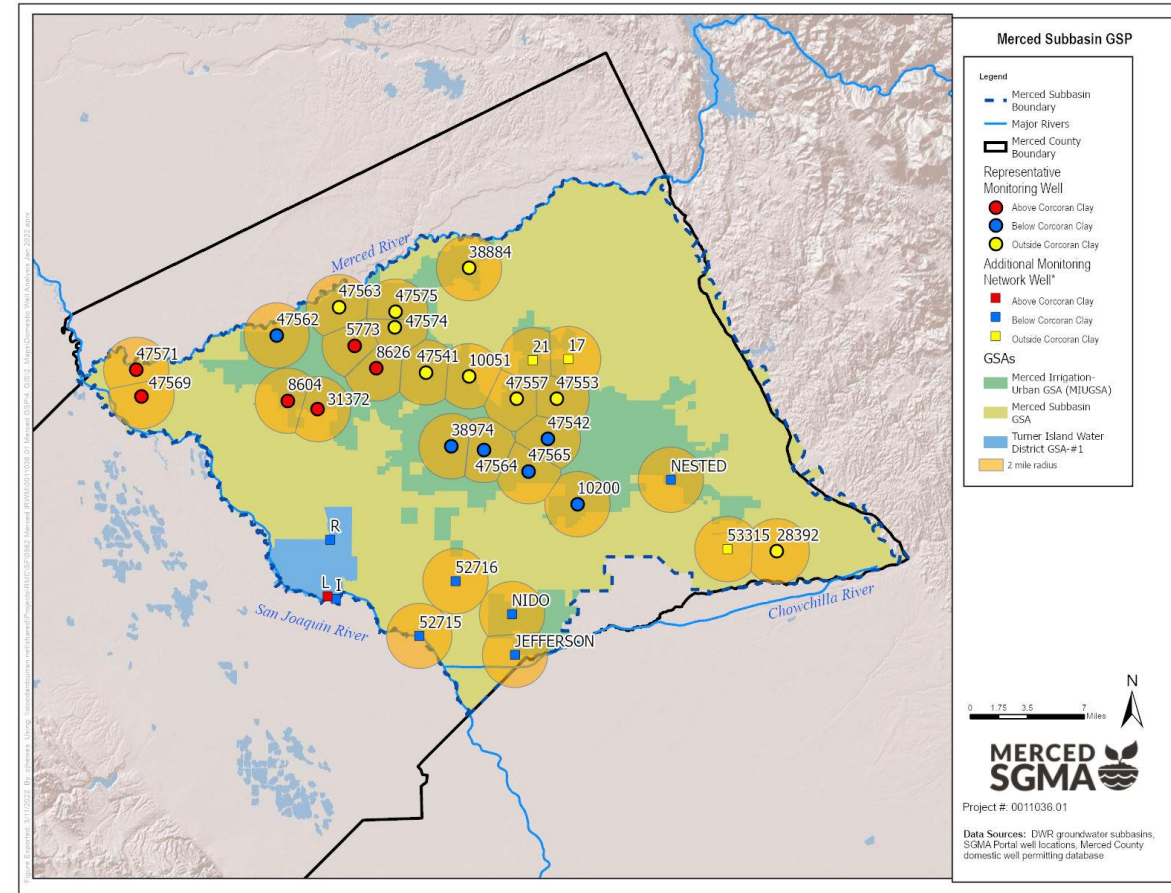 Merced Subbasin GSP
Legend
Merced Subbasin
Boundary
Major Rivers
Merced County
Boundary
Representative
Monitoring Well
Above Corcoran Clay
Below Corcoran Clay
Outside Corcoran Clay
Additional Monitoring
Network Well*
Above Corcoran Clay
Below Corcoran Clay
Outside Corcoran Clay
GSAs
Merced Irrigation-
Urban GSA (MIUGSA)
Merced Subbasin
GSA
Turner Island Water
District GSA-#1
2 mile radius
Merced River
38884
47563
47575
47574
47562
5773
8626
47541
10051
21
17
47571
47569
8604
31372
47557
47553
38974
47564
47542
47565
10200
NESTED
R
L
I
53315
28392
52716
NIDO
52715
JEFFERSON
San Joaquin River
Chowchilla River
N
0 1.75 3.5 7
Miles
MERCED
SGMA
Project #: 0011036.01
Data Sources: DWR groundwater subbasins,
SGMA Portal well locations, Merced County
domestic well permitting database